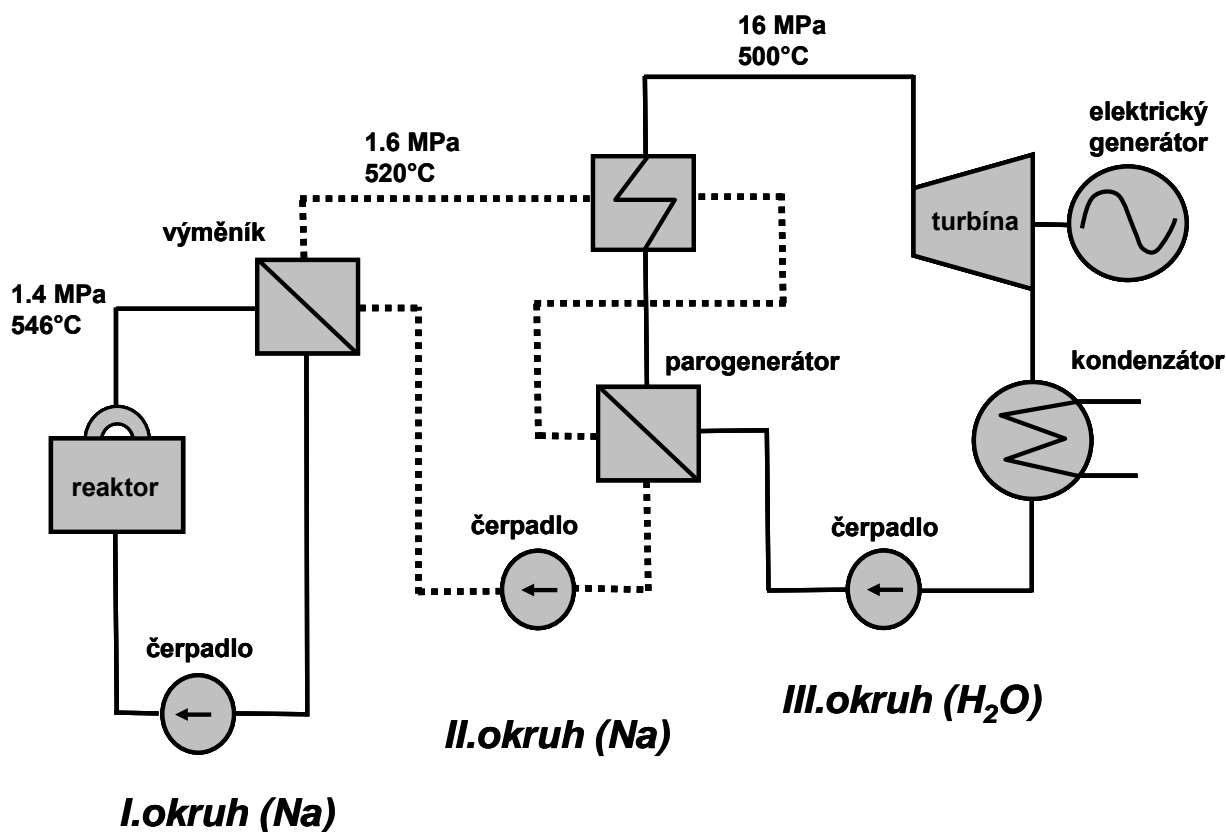 16 MPa
500°C
elektrický
generátor
1.6 MPa
520°C
turbína
výměník
1.4 MPa
546°C
parogenerátor
kondenzátor
reaktor
čerpadlo
čerpadlo
čerpadlo
III.okruh (H₂O)
II.okruh (Na)
I.okruh (Na)